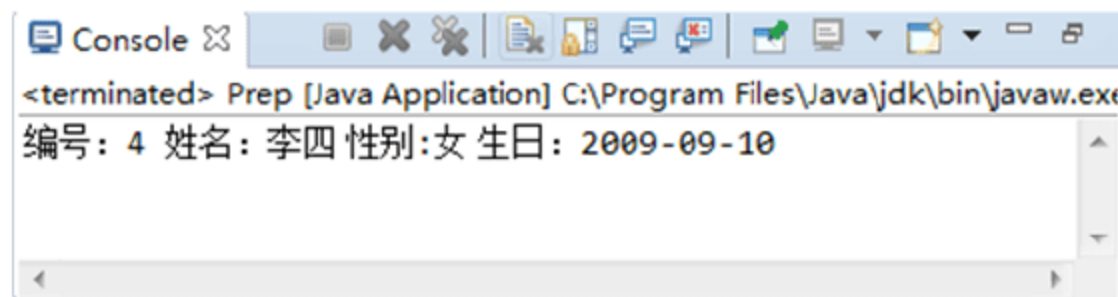 Console
<terminated> Prep [Java Application] C:\Program Files\Java\jdk\bin\javaw.exe
编号：4 姓名：李四 性别:女 生日：2009-09-10